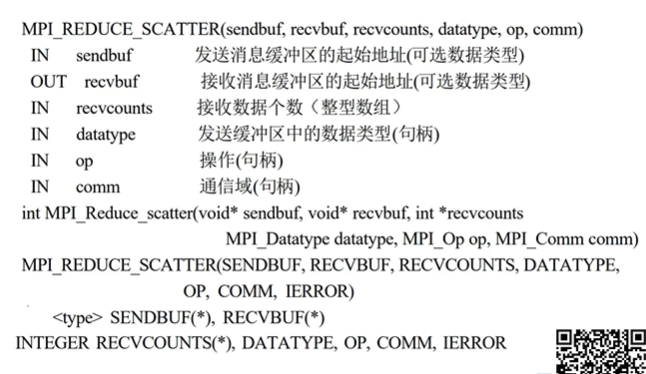 MPI_REDUCE_SCATTER(sendbuf, recvbuf, recvcounts, datatype, op, comm)
IN sendbuf 发送消息缓冲区的起始地址(可选数据类型)
OUT recvbuf 接收消息缓冲区的起始地址(可选数据类型)
IN recvcounts 接收数据个数（整型数组）
IN datatype 发送缓冲区中的数据类型(句柄)
IN op 操作(句柄)
IN comm 通信域(句柄)
int MPI_Reduce_scatter(void* sendbuf, void* recvbuf, int *recvcounts
MPI_Datatype datatype, MPI_Op op, MPI_Comm comm)
MPI_REDUCE_SCATTER(SENDBUF, RECVBUF, RECVCOUNTS, DATATYPE,
OP, COMM, IERROR)
<type> SENDBUF(*), RECVBUF(*)
INTEGER RECVCOUNTS(*), DATATYPE, OP, COMM, IERROR